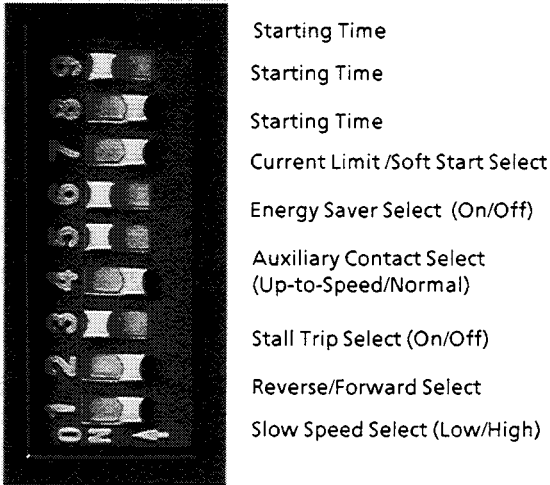 Starting Time
9 Starting Time
8 Starting Time
7 Current Limit /Soft Start Select
6 Energy Saver Select (On/Off)
5 Auxiliary Contact Select
4 (Up-to-Speed/Normal)
3 Stall Trip Select (On/Off)
2 Reverse/Forward Select
1 Slow Speed Select (Low/High)
ON